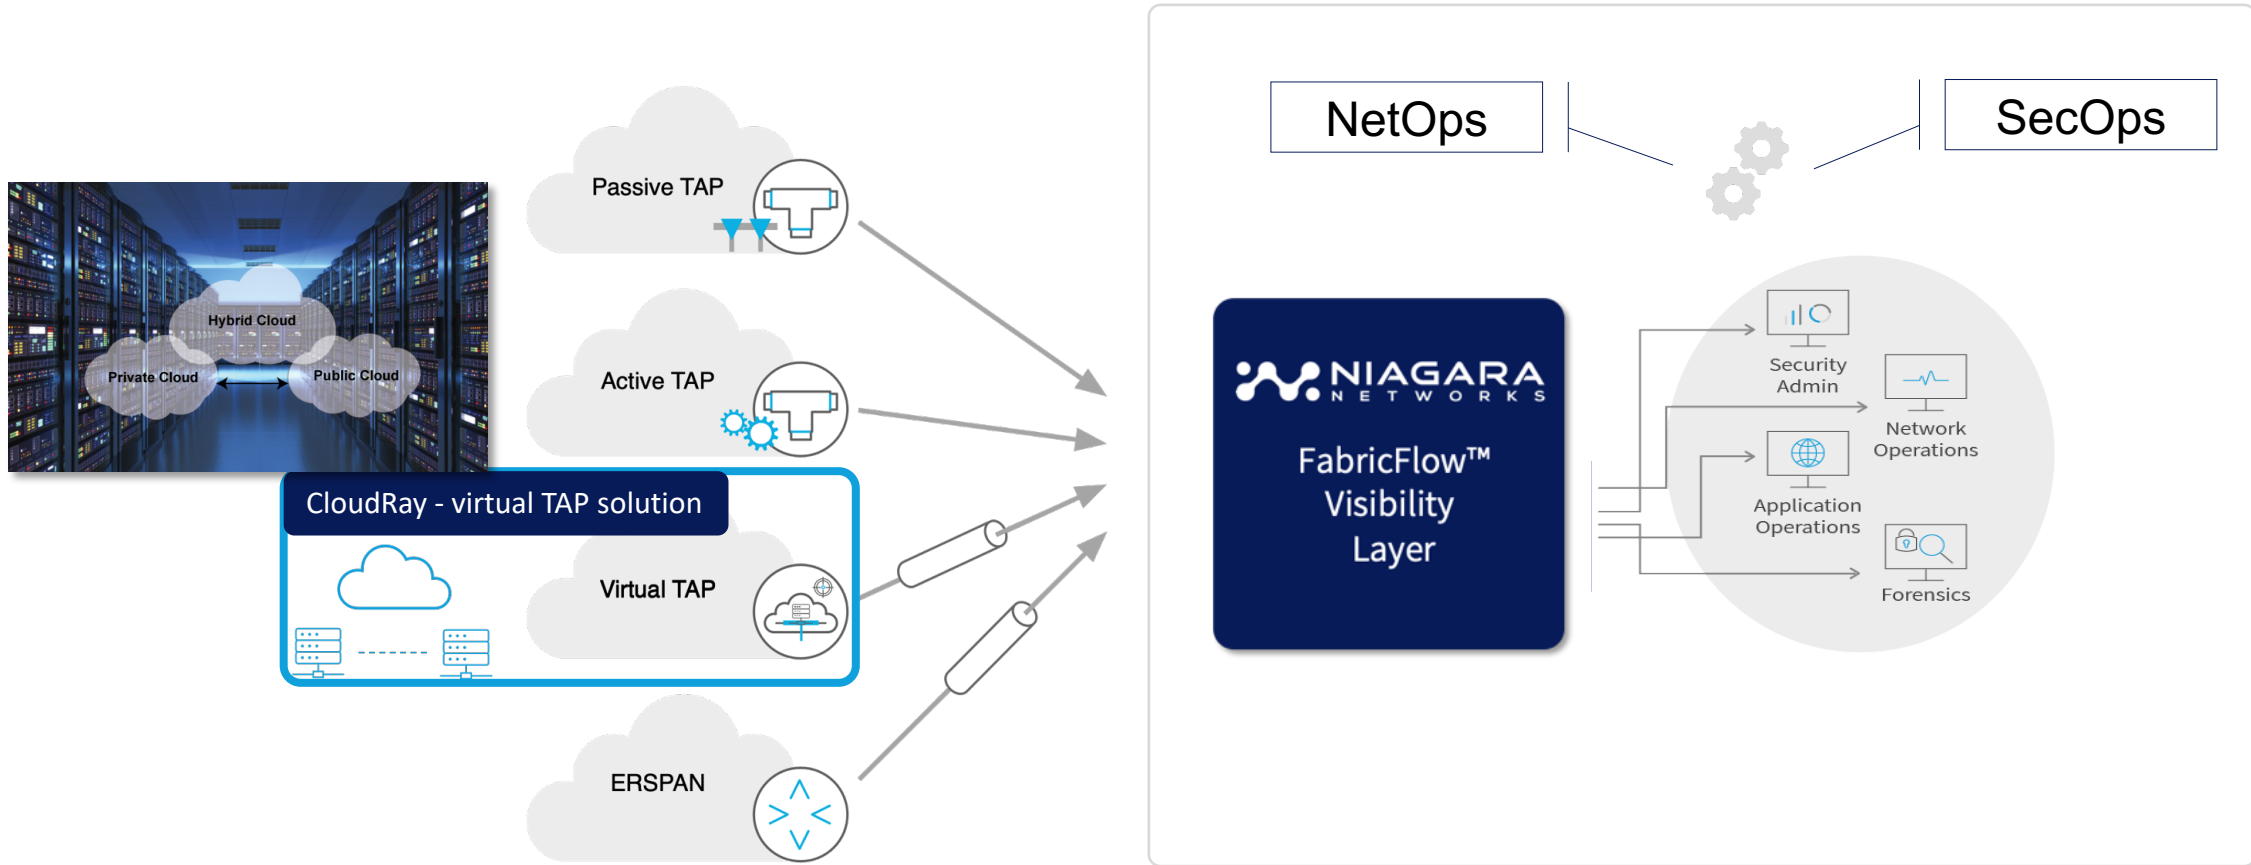 Hybrid Cloud
Private Cloud
Public Cloud
Passive TAP
Active TAP
CloudRay - virtual TAP solution
Virtual TAP
ERSPAN
NetOps
SecOps
NIAGARA
NETWORKS
FabricFlow™
Visibility
Layer
Security
Admin
Network
Operations
Application
Operations
Forensics